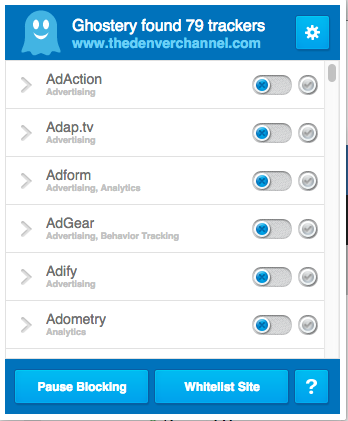 Ghostery found 79 trackers
www.thedenverchannel.com
AdAction
Advertising
Adap.tv
Advertising
Adform
Advertising, Analytics
AdGear
Advertising, Behavior Tracking
Adify
Advertising
Adometry
Analytics
Pause Blocking
Whitelist Site
?